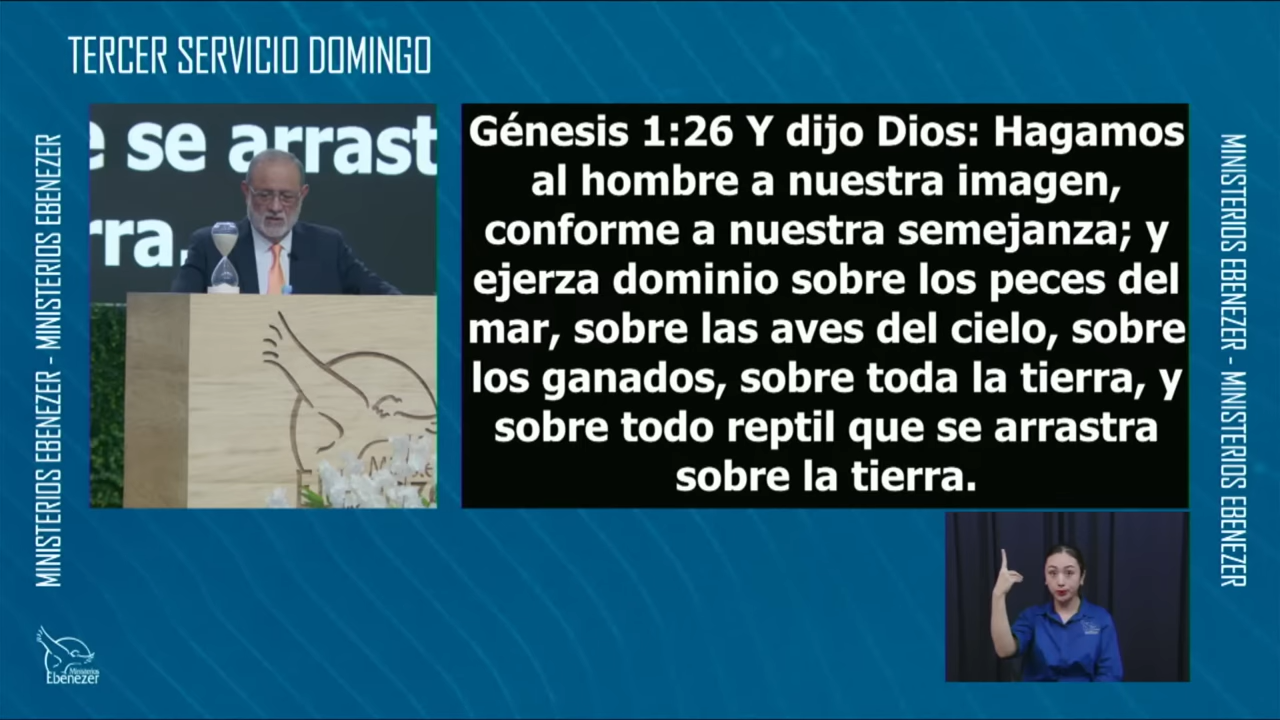 TERCER SERVICIO DOMINGO
MINISTERIOS EBENEZER - MINISTERIOS EBENEZER
e se arrast
rra.
Génesis 1:26 Y dijo Dios: Hagamos
al hombre a nuestra imagen,
conforme a nuestra semejanza; y
ejerza dominio sobre los peces del
mar, sobre las aves del cielo, sobre
los ganados, sobre toda la tierra, y
sobre todo reptil que se arrastra
sobre la tierra.
MINISTERIOS EBENEZER - MINISTERIOS EBENEZER
Ministerios
Ebenezer